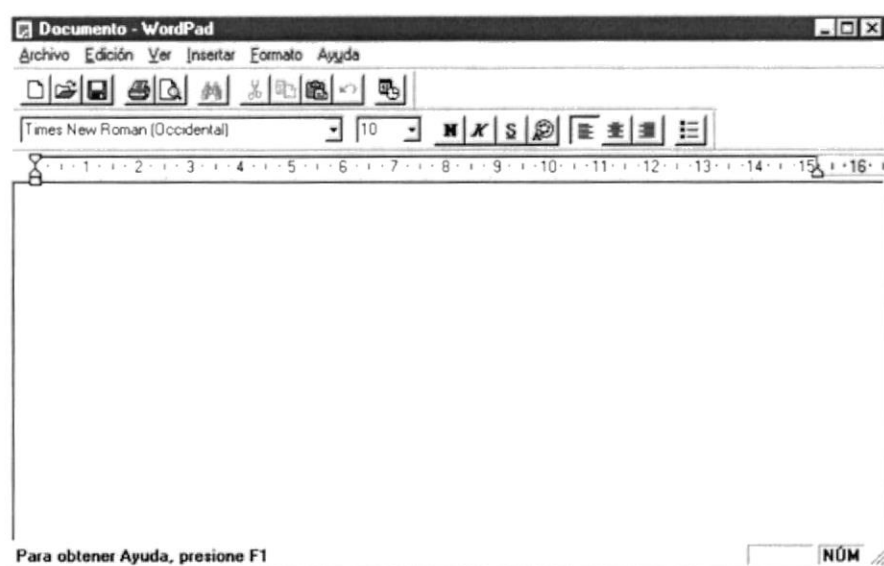 Documento - WordPad
Archivo Edición Ver Insertar Formato Ayuda
Times New Roman (Occidental) 10 N K S
1 2 3 4 5 6 7 8 9 10 11 12 13 14 15 16
Para obtener Ayuda, presione F1 NÚM